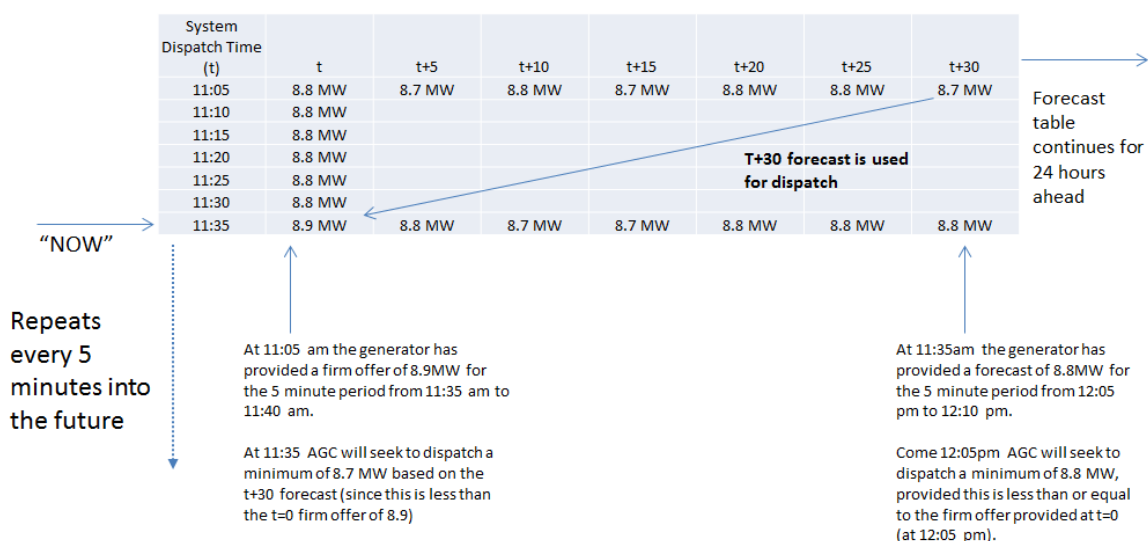 System
Dispatch Time
(t) t t+5 t+10 t+15 t+20 t+25 t+30
11:05 8.8 MW 8.7 MW 8.8 MW 8.7 MW 8.8 MW 8.8 MW 8.7 MW
11:10 8.8 MW
11:15 8.8 MW
11:20 8.8 MW
11:25 8.8 MW
11:30 8.8 MW
11:35 8.9 MW 8.8 MW 8.7 MW 8.7 MW 8.8 MW 8.8 MW 8.8 MW
T+30 forecast is used
for dispatch
Forecast
table
continues for
24 hours
ahead
“NOW”
Repeats
every 5
minutes into
the future
At 11:05 am the generator has
provided a firm offer of 8.9MW for
the 5 minute period from 11:35 am to
11:40 am.
At 11:35 AGC will seek to dispatch a
minimum of 8.7 MW based on the
t+30 forecast (since this is less than
the t=0 firm offer of 8.9)
At 11:35am the generator has
provided a forecast of 8.8MW for
the 5 minute period from 12:05
pm to 12:10 pm.
Come 12:05pm AGC will seek to
dispatch a minimum of 8.8 MW,
provided this is less than or equal
to the firm offer provided at t=0
(at 12:05 pm).